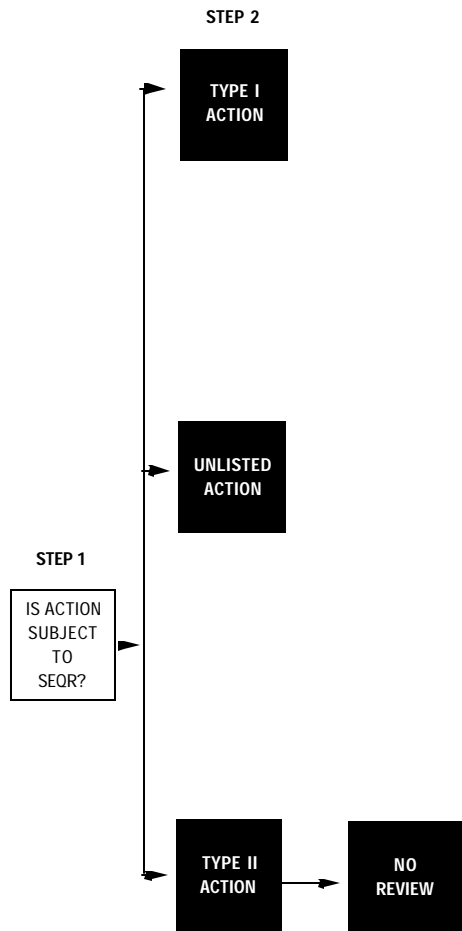 STEP 2
TYPE I
ACTION
UNLISTED
ACTION
STEP 1
IS ACTION
SUBJECT
TO
SEQR?
TYPE II
ACTION
NO
REVIEW